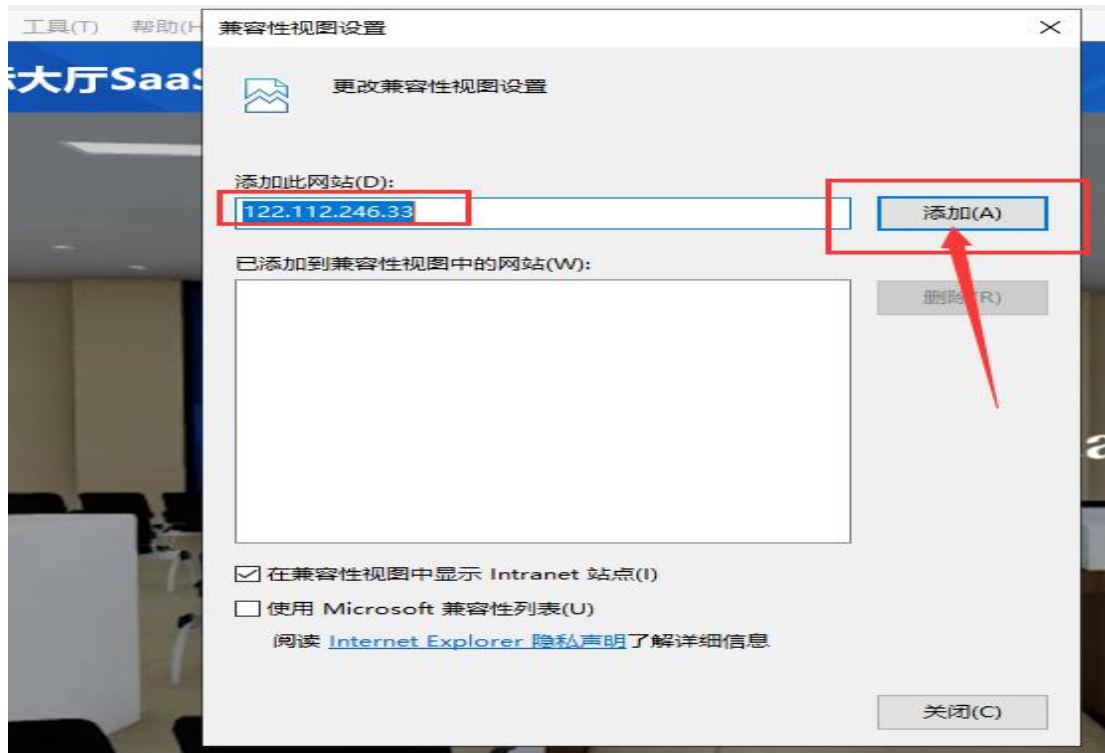 工具(T) 帮助(H
兼容性视图设置
大厅SaaS
更改兼容性视图设置
添加此网站(D):
122.112.246.33
添加(A)
已添加到兼容性视图中的网站(W):
删除(R)
在兼容性视图中显示 Intranet 站点(I)
使用 Microsoft 兼容性列表(U)
阅读 Internet Explorer 隐私声明了解详细信息
关闭(C)